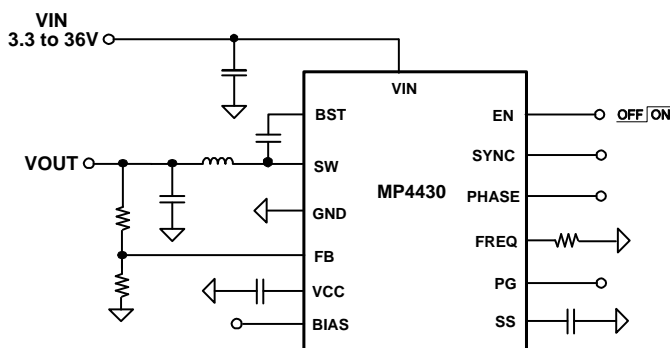 VIN
3.3 to 36V
VIN
BST
EN
OFF ON
SYNC
VOUT
SW
MP4430
PHASE
GND
FREQ
FB
PG
VCC
BIAS
SS